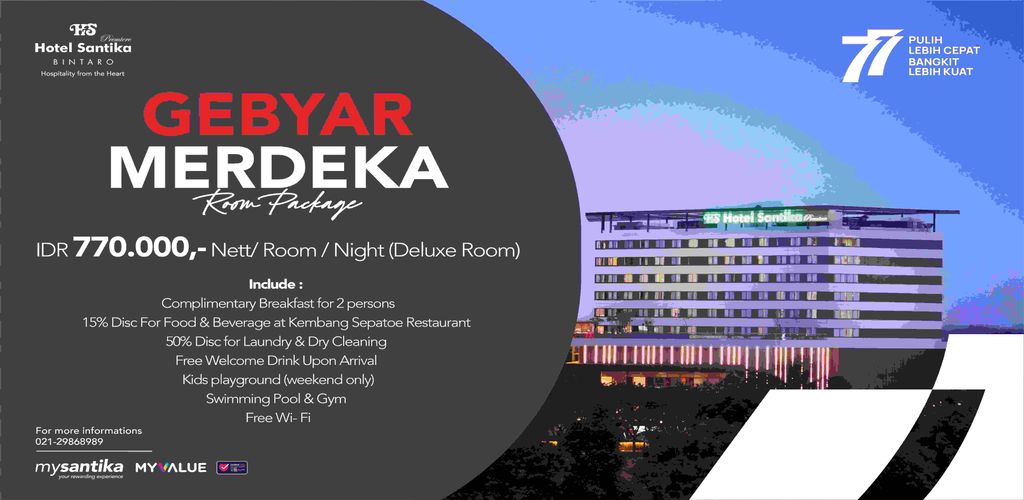 HS Premiere
Hotel Santika
BINTARO
Hospitality from the Heart
77
PULIH
LEBIH CEPAT
BANGKIT
LEBIH KUAT
GEBYAR
MERDEKA
Room Package
IDR 770.000,- Nett/ Room / Night (Deluxe Room)
Include :
Complimentary Breakfast for 2 persons
15% Disc For Food & Beverage at Kembang Sepatoe Restaurant
50% Disc for Laundry & Dry Cleaning
Free Welcome Drink Upon Arrival
Kids playground (weekend only)
Swimming Pool & Gym
Free Wi- Fi
HS Hotel Santika Premiere
For more informations
021-29868989
mysantika
your rewarding experience
MYVALUE